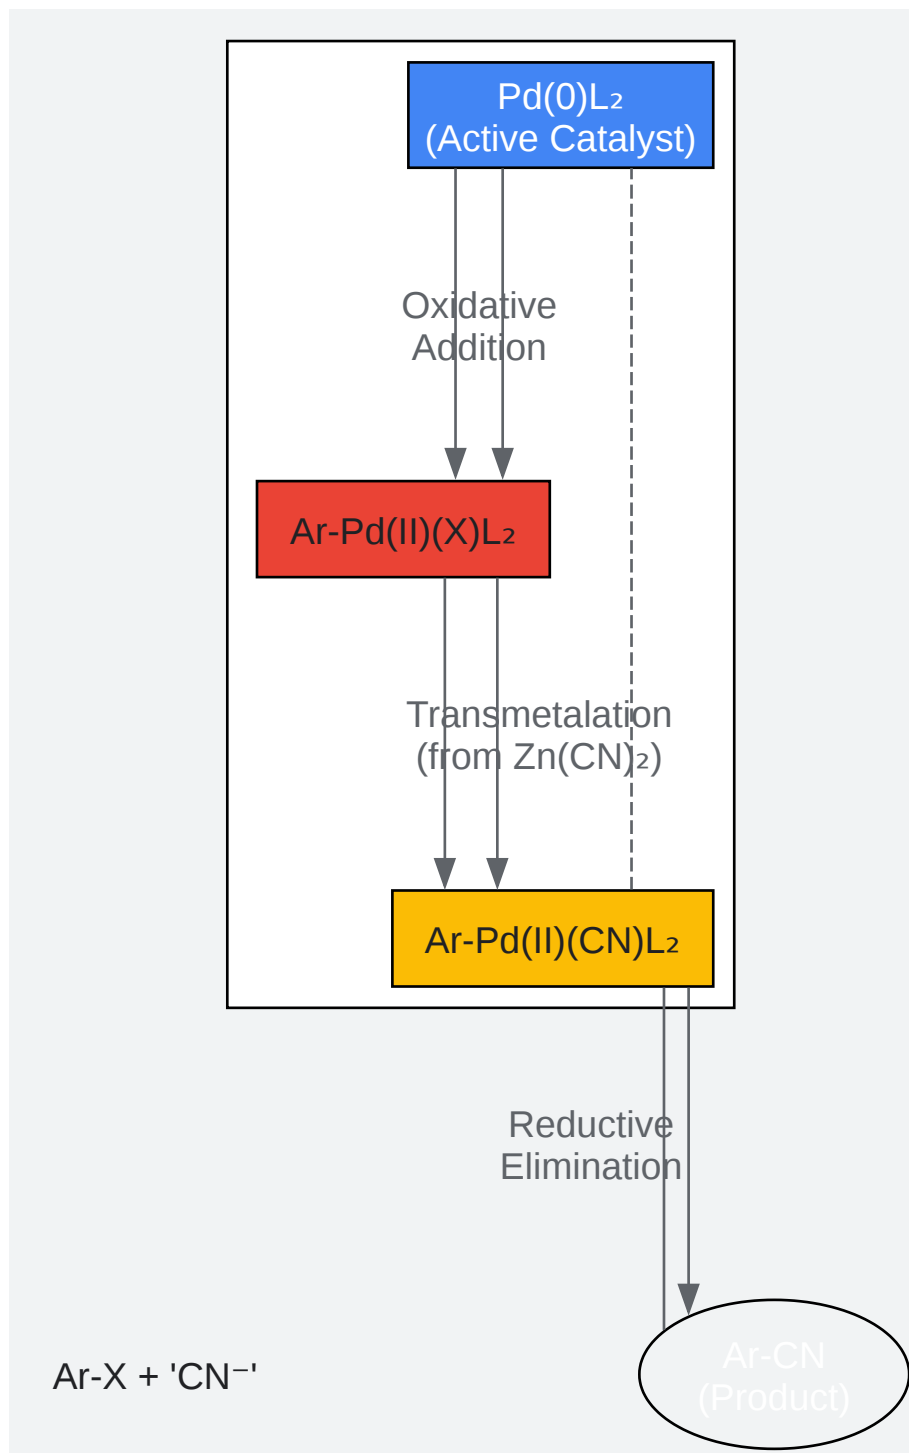 Pd(0)L₂
(Active Catalyst)
Oxidative
Addition
Ar-Pd(II)(X)L₂
Transmetalation
(from Zn(CN)₂)
Ar-Pd(II)(CN)L₂
Reductive
Elimination
Ar-CN
(Product)
Ar-X + 'CN⁻'